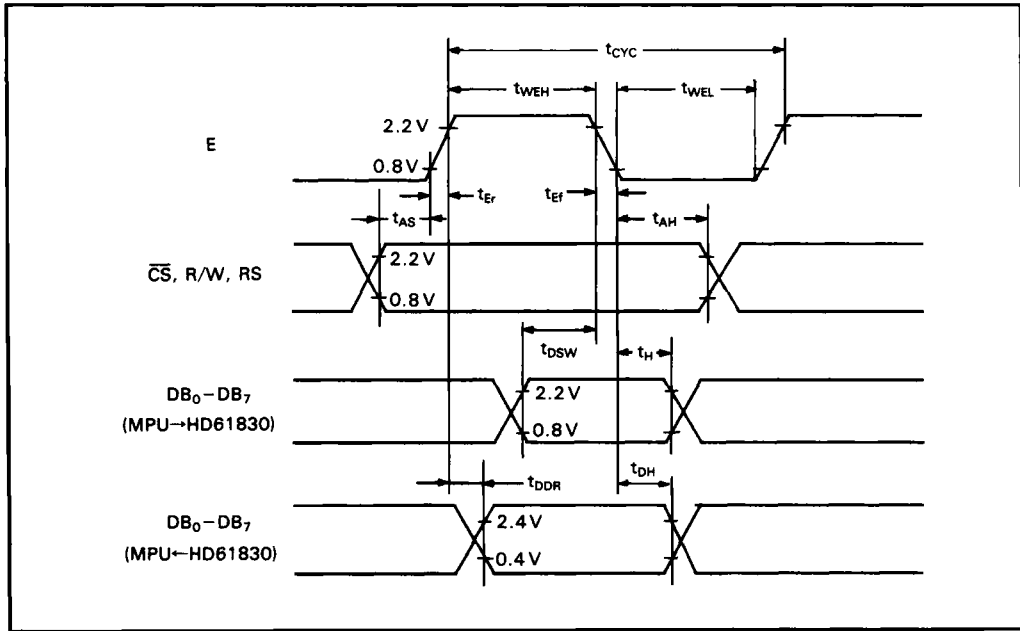 tCYC
tWEH
tWEL
E
2.2 V
0.8 V
tEr
tEf
tAS
tAH
C̅S̅, R/W, RS
2.2 V
0.8 V
tDSW
tH
DB₀–DB₇
(MPU→HD61830)
2.2 V
0.8 V
tDDR
tDH
DB₀–DB₇
(MPU←HD61830)
2.4 V
0.4 V